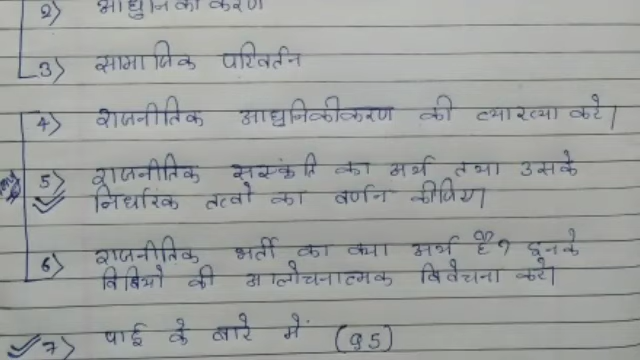 2) आधुनिकीकरण
3) सामाजिक परिवर्तन
4) राजनीतिक आधुनिकीकरण की व्याख्या करे।
5) राजनीतिक संस्कृति का अर्थ तथा उसके
निर्धारक तत्वो का वर्णन कीजिय।
6) राजनीतिक भर्ती का क्या अर्थ है? इनके
विधियो की आलोचनात्मक विवेचना करे।
7) पाई के बारे में (95)